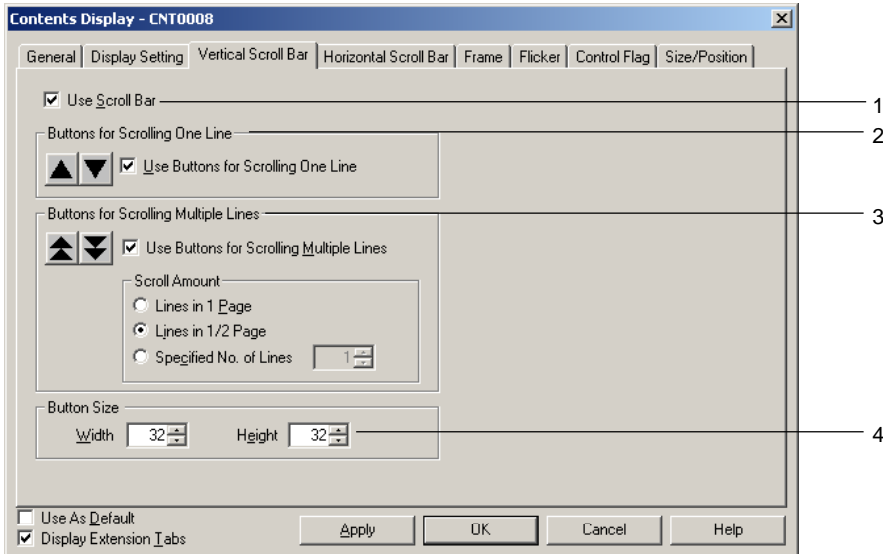 Contents Display - CNT0008
General Display Setting Vertical Scroll Bar Horizontal Scroll Bar Frame Flicker Control Flag Size/Position
Use Scroll Bar 1
Buttons for Scrolling One Line 2
Use Buttons for Scrolling One Line
Buttons for Scrolling Multiple Lines 3
Use Buttons for Scrolling Multiple Lines
Scroll Amount
Lines in 1 Page
Lines in 1/2 Page
Specified No. of Lines 1
Button Size
Width 32 Height 32 4
Use As Default
Display Extension Tabs
Apply OK Cancel Help